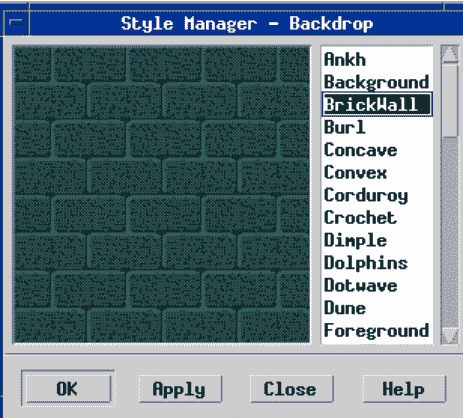 Style Manager - Backdrop
Ankh
Background
BrickWall
Burl
Concave
Convex
Corduroy
Crochet
Dimple
Dolphins
Dotwave
Dune
Foreground
OK
Apply
Close
Help